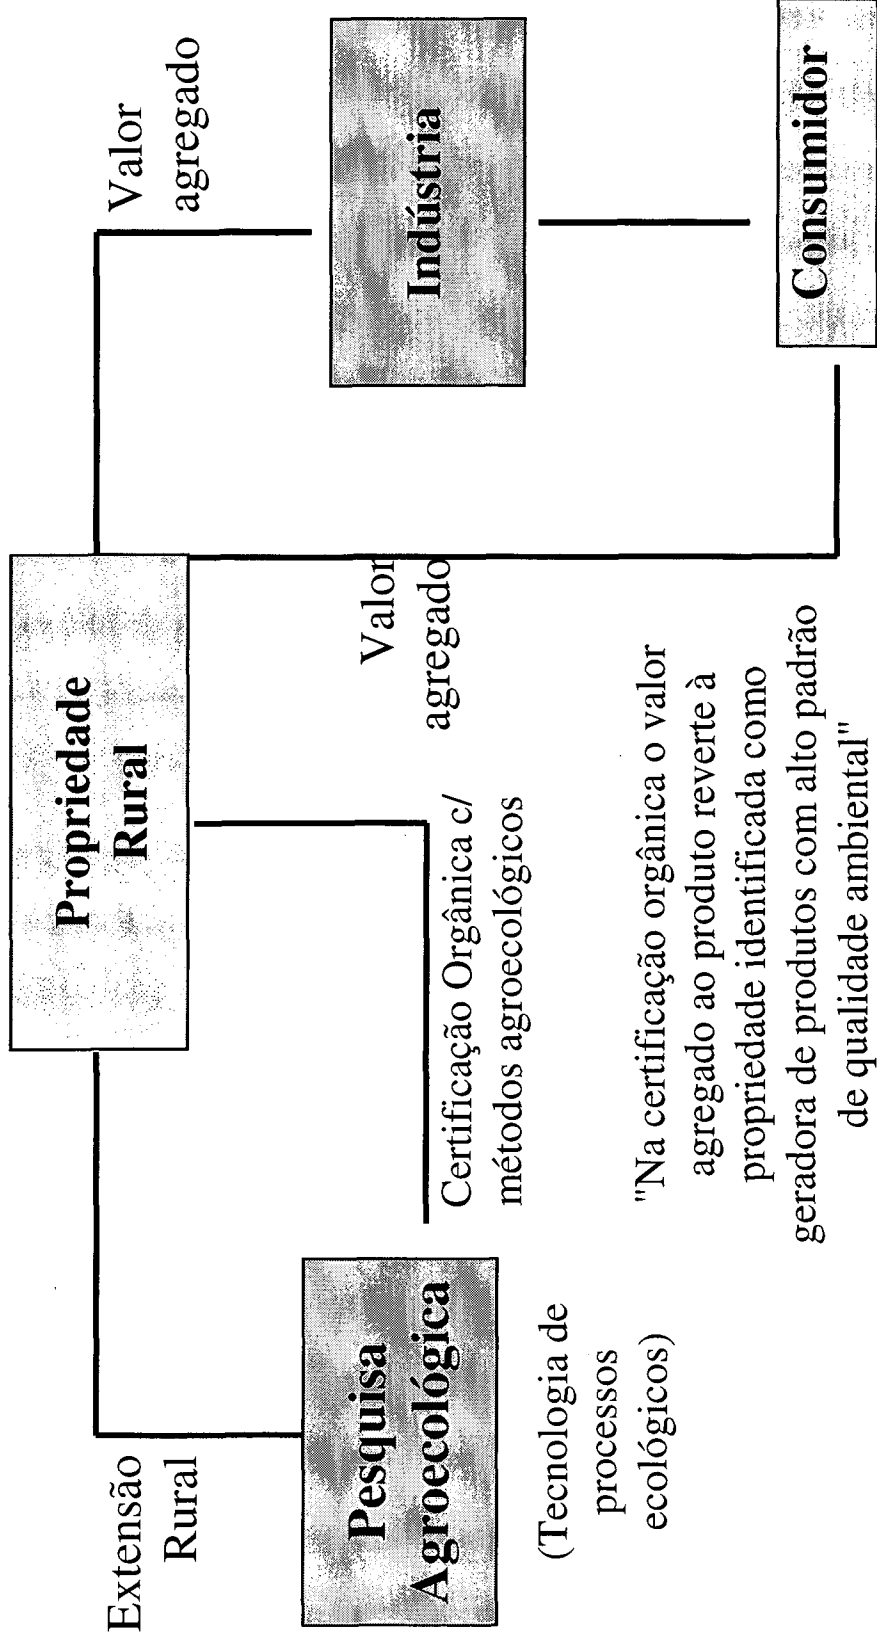 Propriedade
Rural
Extensão
Rural
Valor
agregado
Pesquisa
Agroecológica
Certificação Orgânica c/
métodos agroecológicos
Valor
agregado
Indústria
(Tecnologia de
processos
ecológicos)
"Na certificação orgânica o valor
agregado ao produto reverte à
propriedade identificada como
geradora de produtos com alto padrão
de qualidade ambiental"
Consumidor